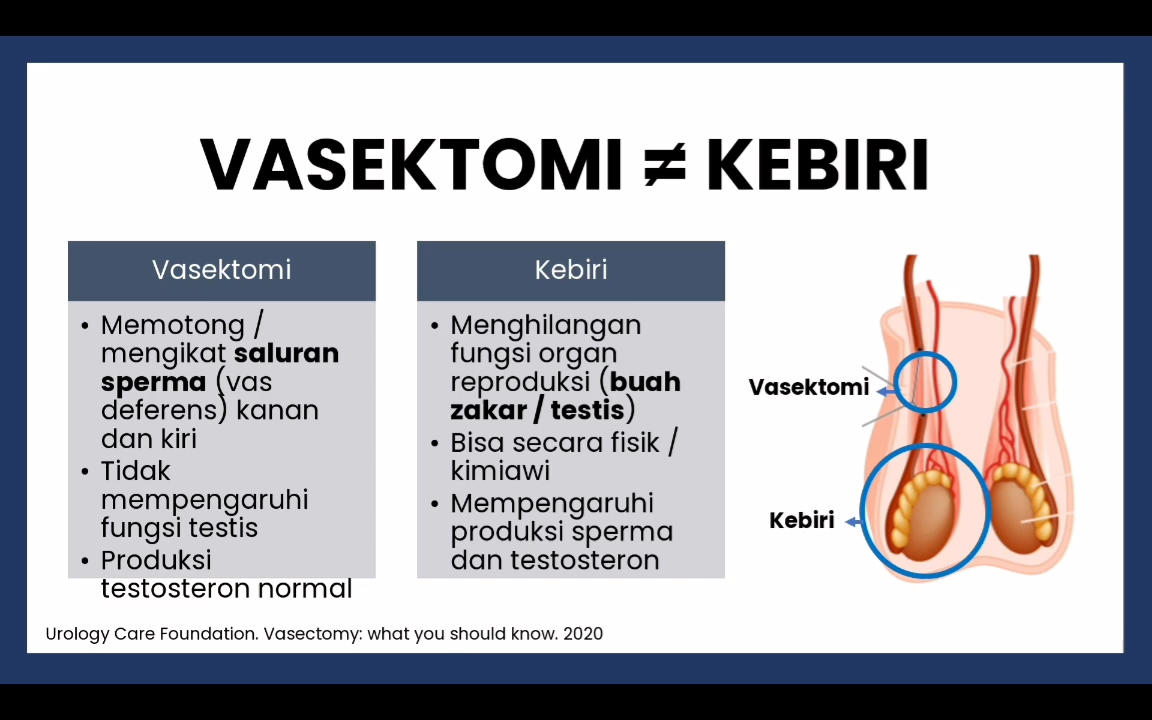 VASEKTOMI ≠ KEBIRI
Vasektomi
• Memotong /
mengikat saluran
sperma (vas
deferens) kanan
dan kiri
• Tidak
mempengaruhi
fungsi testis
• Produksi
testosteron normal
Kebiri
• Menghilangan
fungsi organ
reproduksi (buah
zakar / testis)
• Bisa secara fisik /
kimiawi
• Mempengaruhi
produksi sperma
dan testosteron
Vasektomi
Kebiri
Urology Care Foundation. Vasectomy: what you should know. 2020